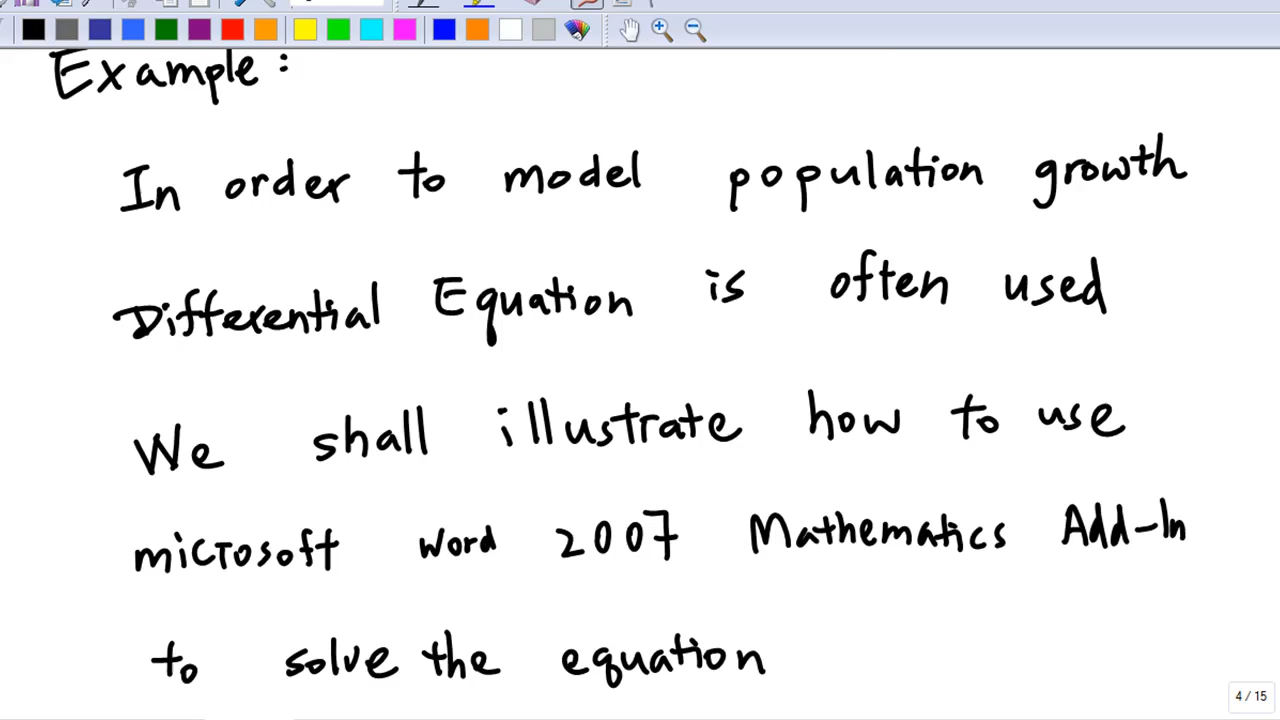 Example:
In order to model population growth
Differential Equation is often used
We shall illustrate how to use
microsoft word 2007 Mathematics Add-In
to solve the equation
4 / 15